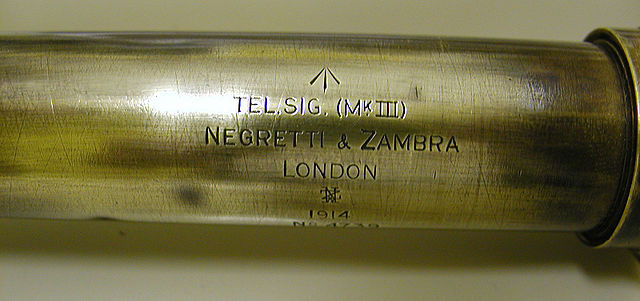 TEL.SIG. (MK III)
NEGRETTI & ZAMBRA
LONDON
1914